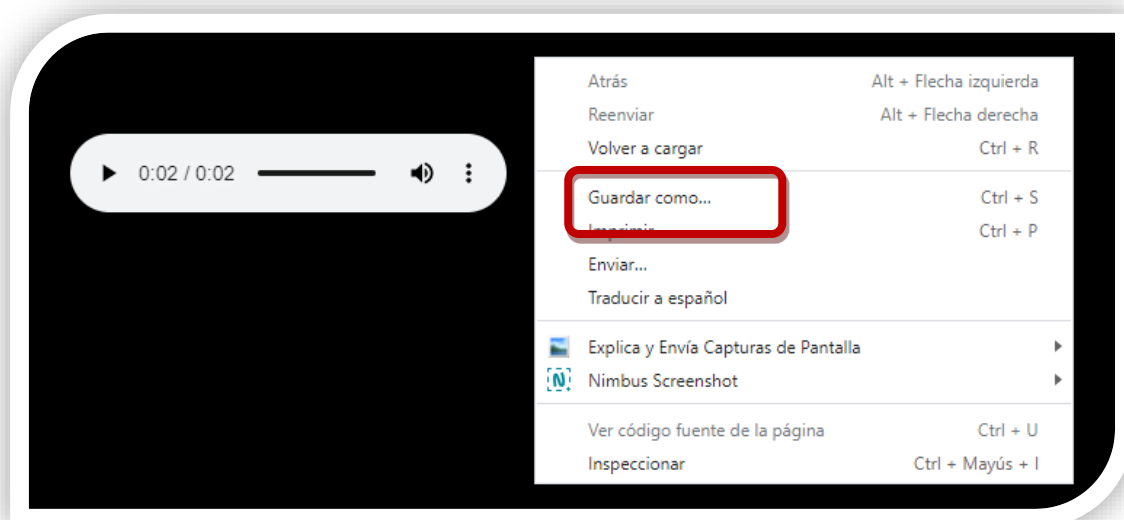 0:02 / 0:02
Atrás Alt + Flecha izquierda
Reenviar Alt + Flecha derecha
Volver a cargar Ctrl + R
Guardar como... Ctrl + S
Imprimir... Ctrl + P
Enviar...
Traducir a español
Explica y Envía Capturas de Pantalla
Nimbus Screenshot
Ver código fuente de la página Ctrl + U
Inspeccionar Ctrl + Mayús + I